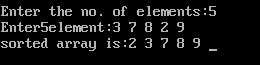 Enter the no. of elements:5
Enter5element:3 7 8 2 9
sorted array is:2 3 7 8 9 _